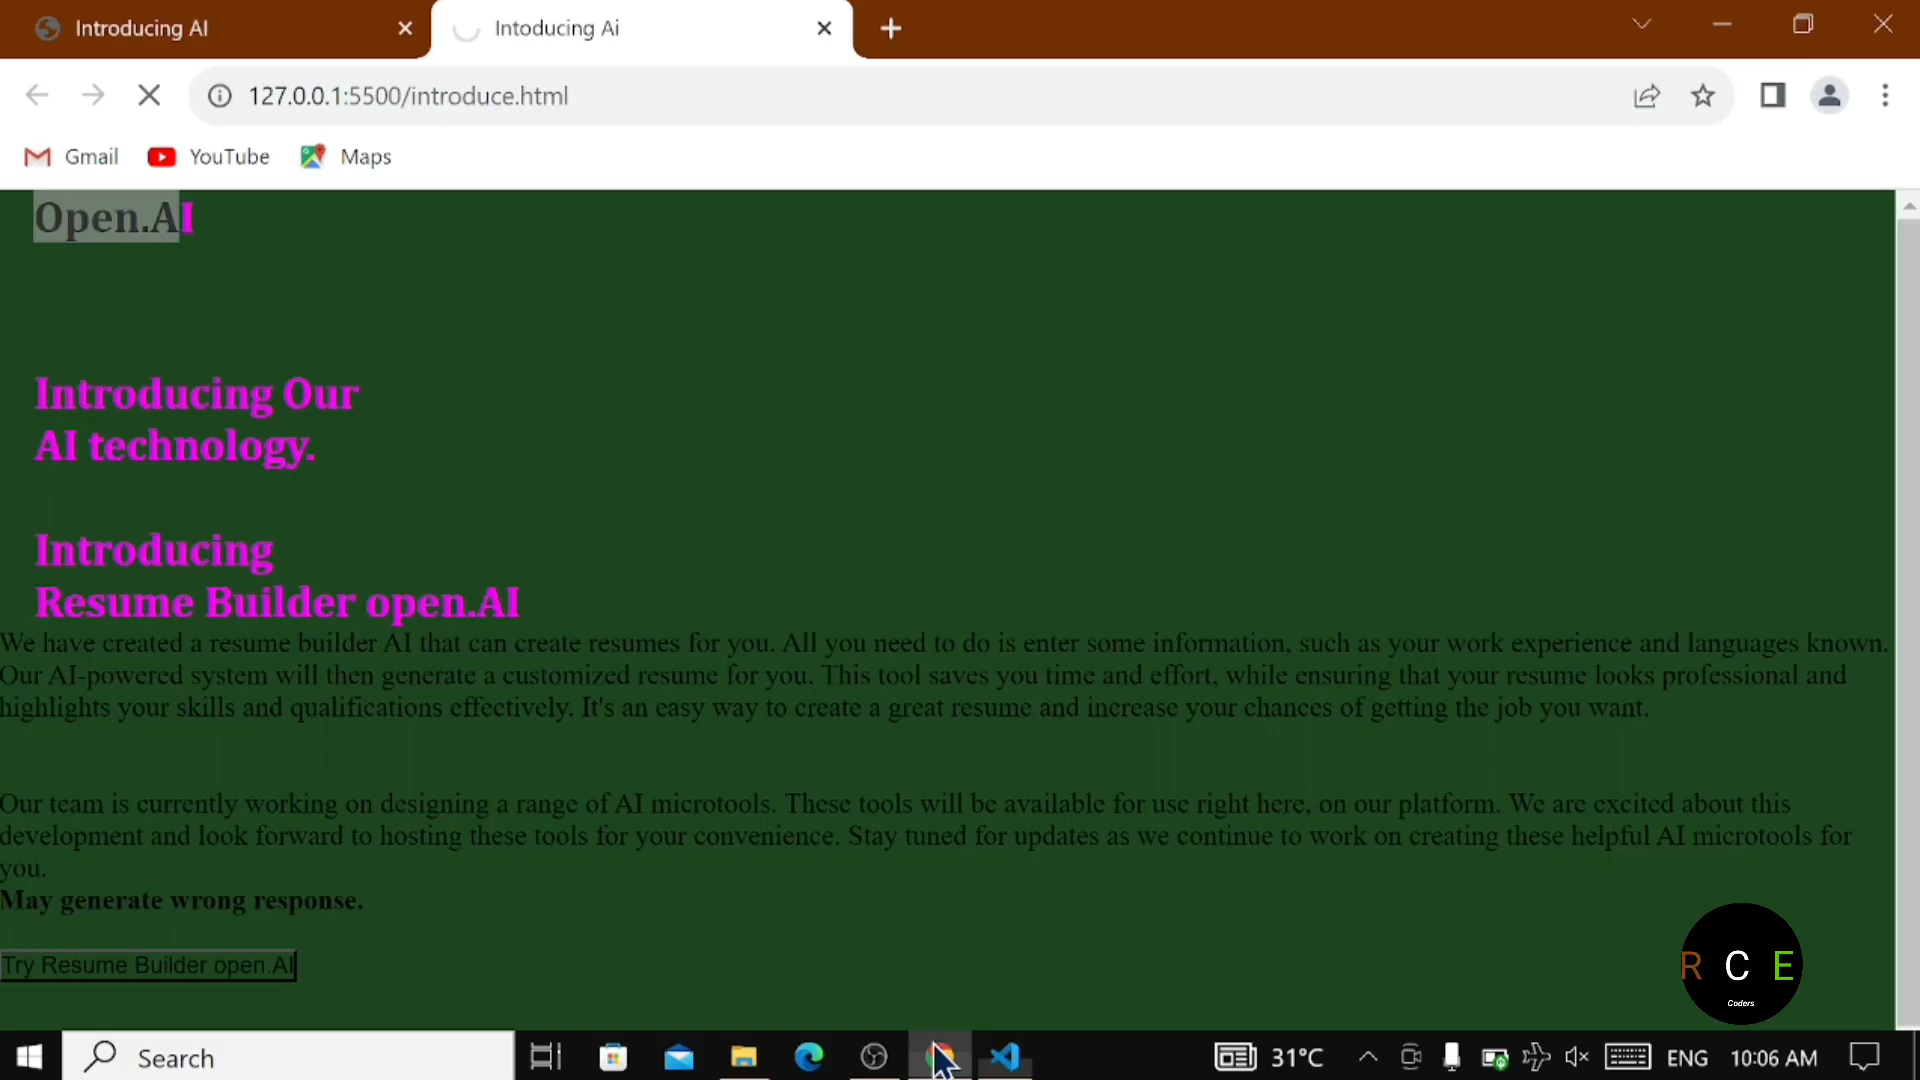 Introducing AI
Intoducing Ai
127.0.0.1:5500/introduce.html
Gmail YouTube Maps
Open.AI
Introducing Our
AI technology.
Introducing
Resume Builder open.AI
We have created a resume builder AI that can create resumes for you. All you need to do is enter some information, such as your work experience and languages known.
Our AI-powered system will then generate a customized resume for you. This tool saves you time and effort, while ensuring that your resume looks professional and
highlights your skills and qualifications effectively. It's an easy way to create a great resume and increase your chances of getting the job you want.
Our team is currently working on designing a range of AI microtools. These tools will be available for use right here, on our platform. We are excited about this
development and look forward to hosting these tools for your convenience. Stay tuned for updates as we continue to work on creating these helpful AI microtools for
you.
May generate wrong response.
Try Resume Builder open.AI
R C E
Coders
Search 31°C ENG 10:06 AM